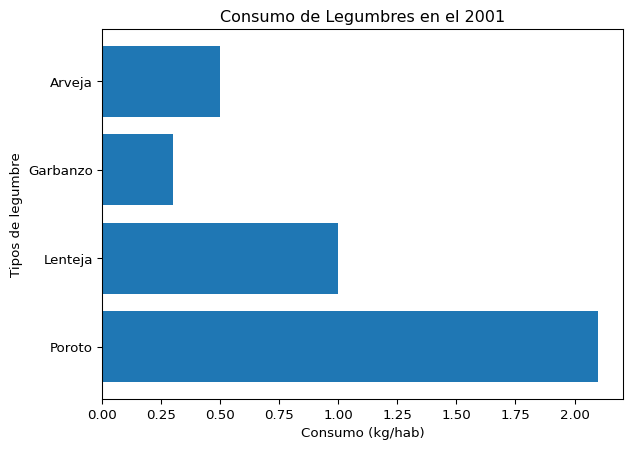 Consumo de Legumbres en el 2001
Tipos de legumbre
Arveja
Garbanzo
Lenteja
Poroto
0.00 0.25 0.50 0.75 1.00 1.25 1.50 1.75 2.00
Consumo (kg/hab)